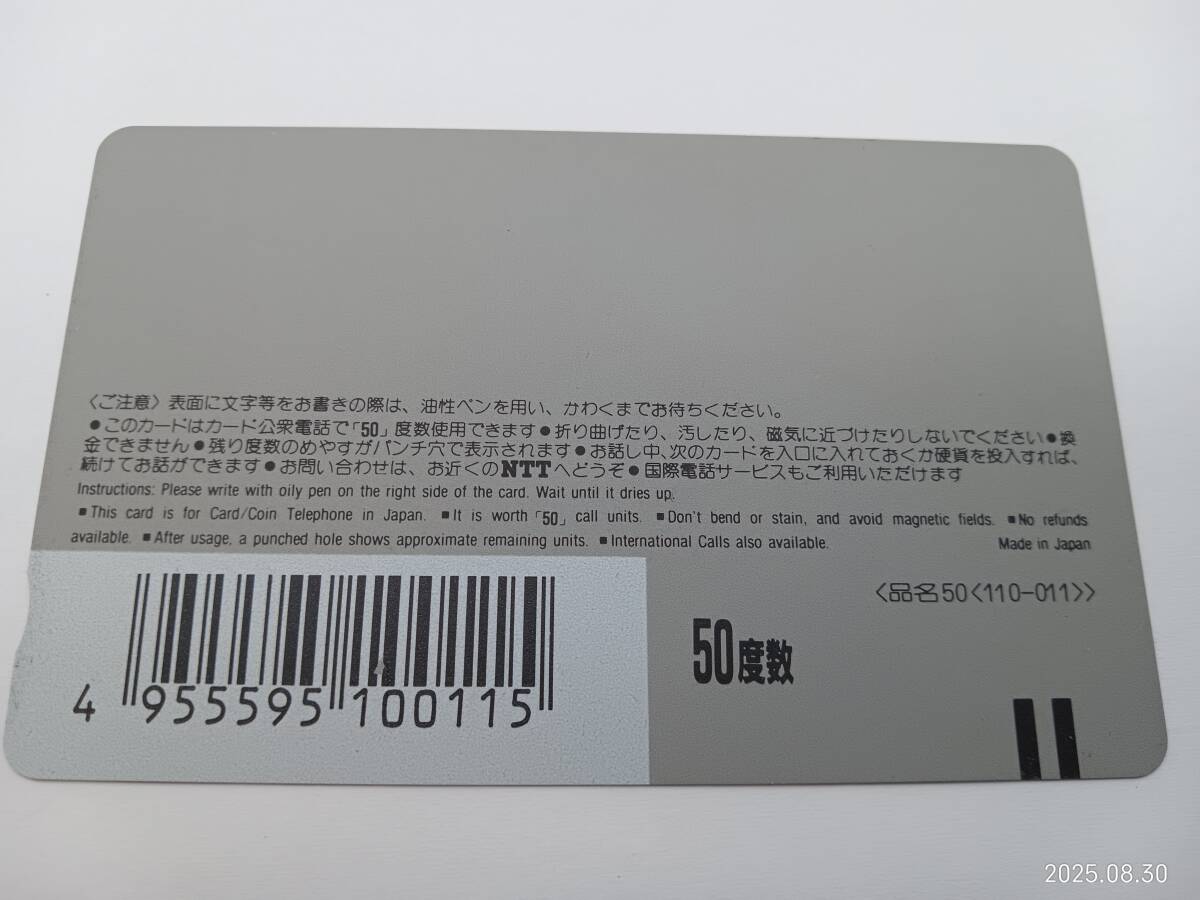 〈ご注意〉表面に文字等をお書きの際は、油性ペンを用い、かわくまでお待ちください。
●このカードはカード公衆電話で「50」度数使用できます●折り曲げたり、汚したり、磁気に近づけたりしないでください●換
金できません●残り度数のめやすがパンチ穴で表示されます●お話し中、次のカードを入口に入れておくか硬貨を投入すれば、
続けてお話ができます●お問い合わせは、お近くのNTTへどうぞ●国際電話サービスもご利用いただけます
Instructions: Please write with oily pen on the right side of the card. Wait until it dries up.
■This card is for Card/Coin Telephone in Japan. ■It is worth「50」call units. ■Don't bend or stain, and avoid magnetic fields. ■No refunds
available. ■After usage, a punched hole shows approximate remaining units. ■International Calls also available. Made in Japan
〈品名50〈110-011〉〉
50度数
4 955595 100115
2025.08.30